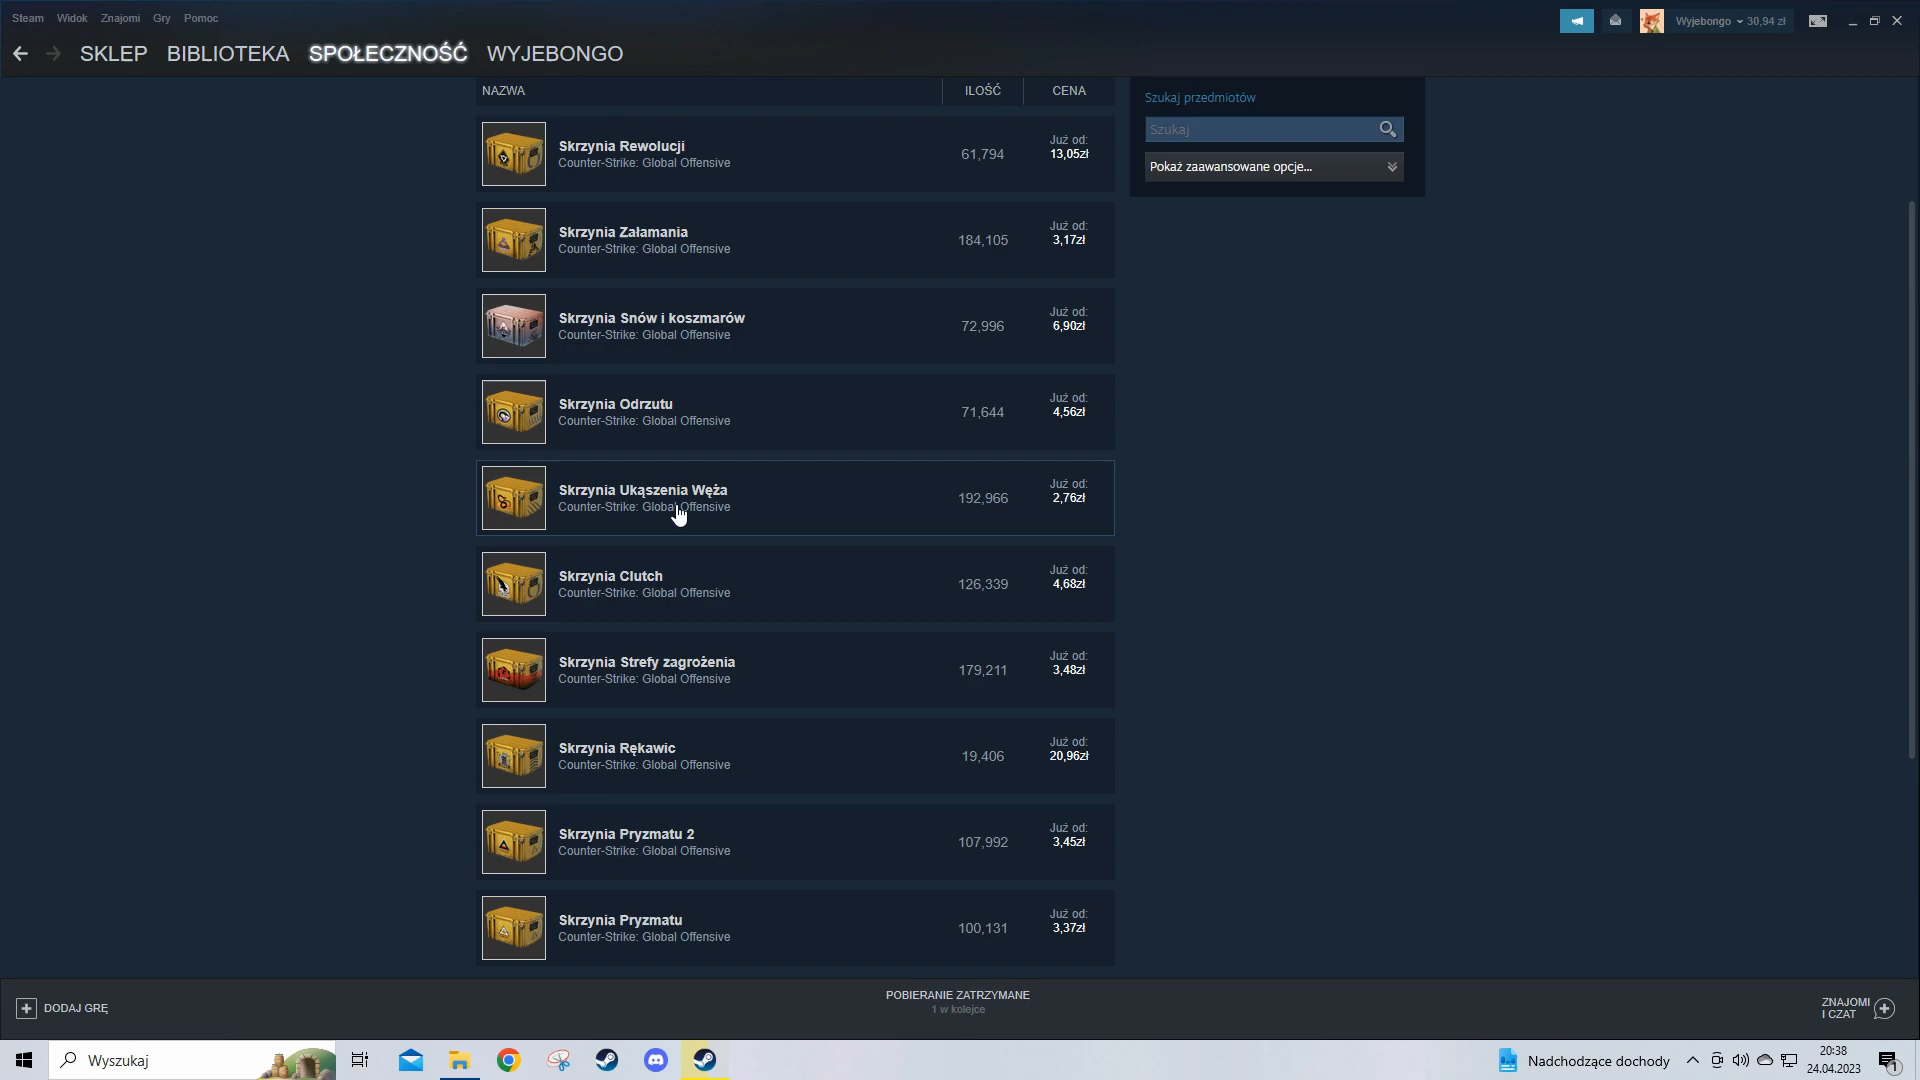 Steam Widok Znajomi Gry Pomoc
Wyjebongo 30,94 zł
SKLEP BIBLIOTEKA SPOŁECZNOŚĆ WYJEBONGO
NAZWA ILOŚĆ CENA
Skrzynia Rewolucji
Counter-Strike: Global Offensive
61,794
Już od:
13,05zł
Skrzynia Załamania
Counter-Strike: Global Offensive
184,105
Już od:
3,17zł
Skrzynia Snów i koszmarów
Counter-Strike: Global Offensive
72,996
Już od:
6,90zł
Skrzynia Odrzutu
Counter-Strike: Global Offensive
71,644
Już od:
4,56zł
Skrzynia Ukąszenia Węża
Counter-Strike: Global Offensive
192,966
Już od:
2,76zł
Skrzynia Clutch
Counter-Strike: Global Offensive
126,339
Już od:
4,68zł
Skrzynia Strefy zagrożenia
Counter-Strike: Global Offensive
179,211
Już od:
3,48zł
Skrzynia Rękawic
Counter-Strike: Global Offensive
19,406
Już od:
20,96zł
Skrzynia Pryzmatu 2
Counter-Strike: Global Offensive
107,992
Już od:
3,45zł
Skrzynia Pryzmatu
Counter-Strike: Global Offensive
100,131
Już od:
3,37zł
Szukaj przedmiotów
Szukaj
Pokaż zaawansowane opcje...
DODAJ GRĘ
POBIERANIE ZATRZYMANE
1 w kolejce
ZNAJOMI
I CZAT
Wyszukaj
Nadchodzące dochody
20:38
24.04.2023
1